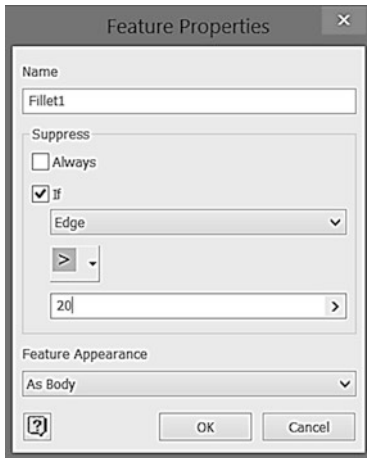 Feature Properties
Name
Fillet1
Suppress
Always
If
Edge
>
20
Feature Appearance
As Body
OK Cancel